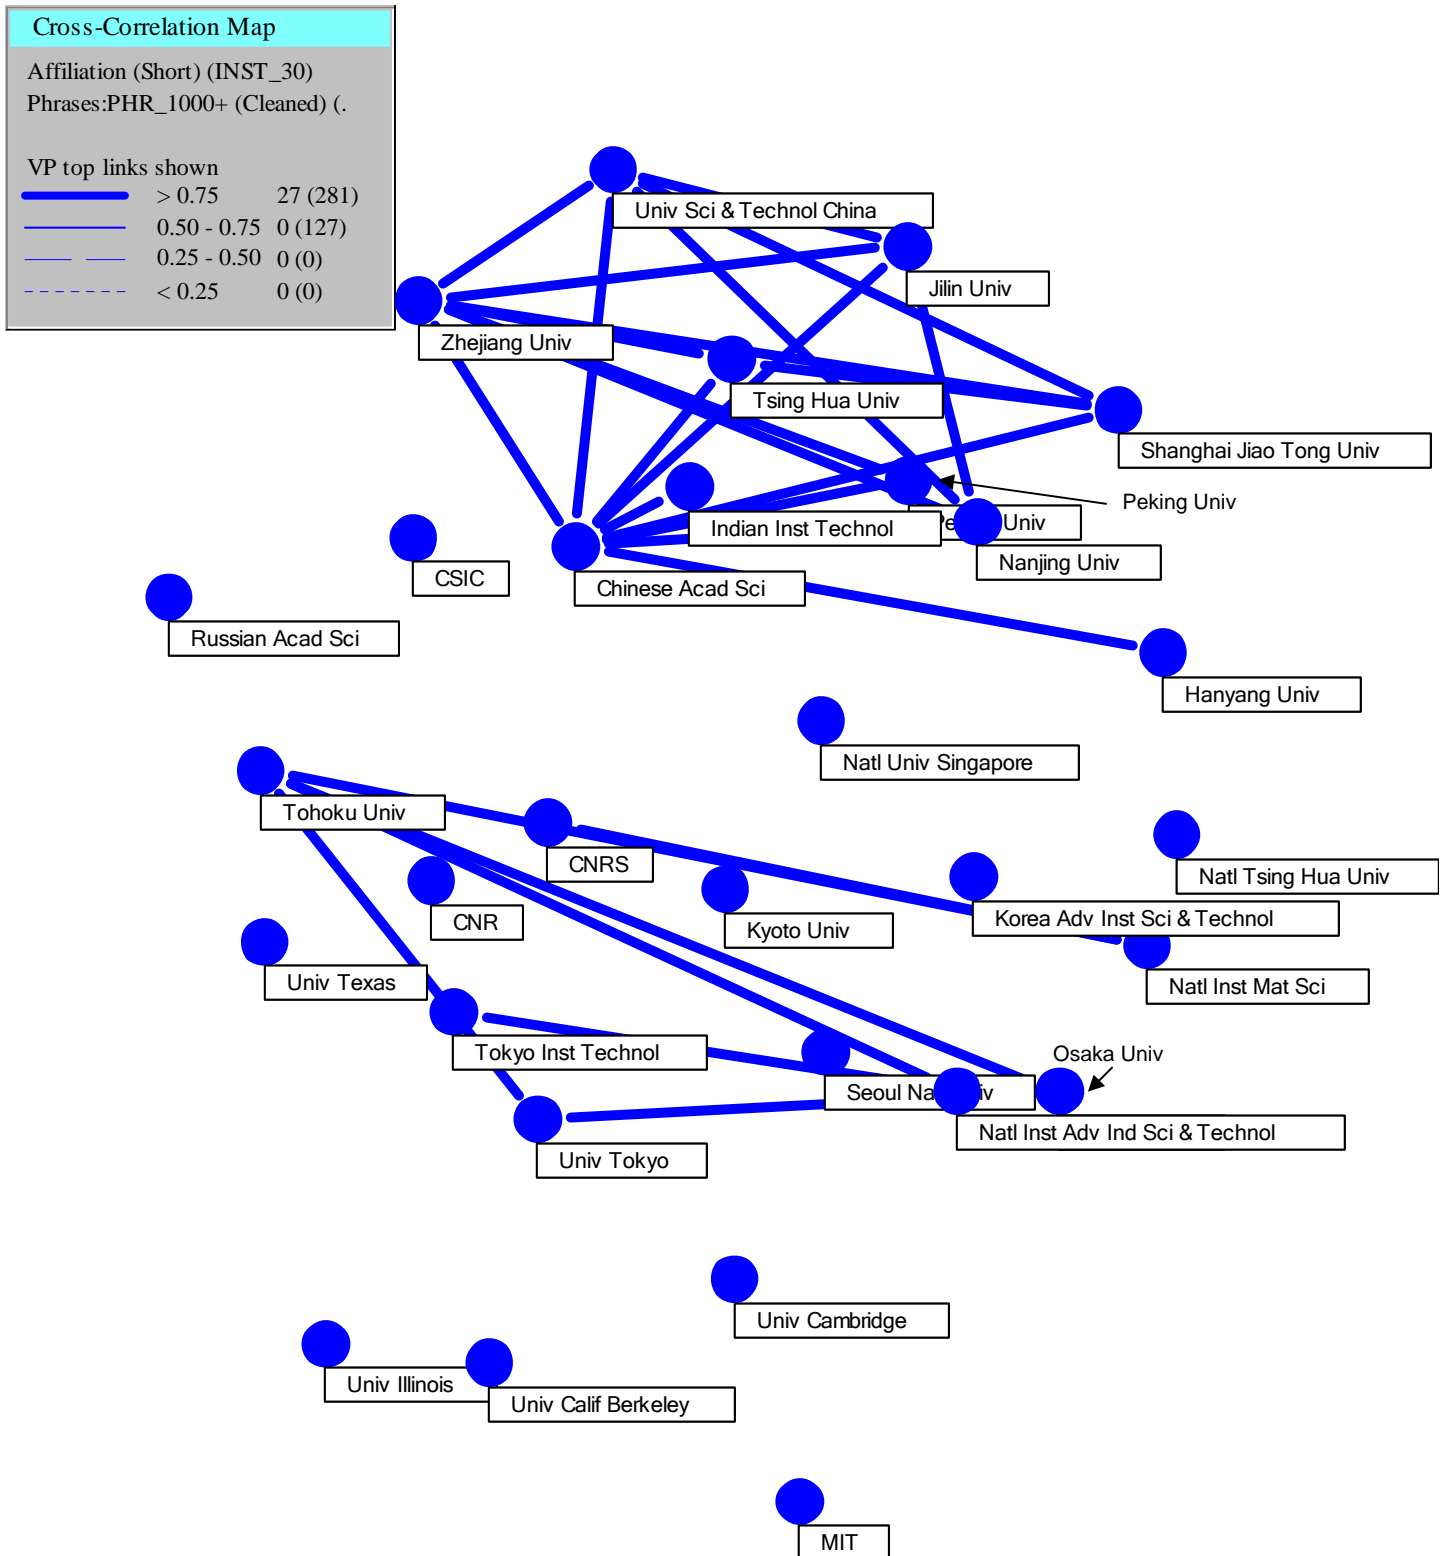 Cross-Correlation Map
Affiliation (Short) (INST_30)
Phrases:PHR_1000+ (Cleaned) (.
VP top links shown
> 0.75 27 (281)
0.50 - 0.75 0 (127)
0.25 - 0.50 0 (0)
< 0.25 0 (0)
Univ Sci & Technol China
Jilin Univ
Zhejiang Univ
Tsing Hua Univ
Shanghai Jiao Tong Univ
Peking Univ
Indian Inst Technol
Univ
Nanjing Univ
CSIC
Chinese Acad Sci
Russian Acad Sci
Hanyang Univ
Natl Univ Singapore
Tohoku Univ
CNRS
Natl Tsing Hua Univ
CNR
Kyoto Univ
Korea Adv Inst Sci & Technol
Univ Texas
Natl Inst Mat Sci
Tokyo Inst Technol
Osaka Univ
Seoul
Natl Inst Adv Ind Sci & Technol
Univ Tokyo
Univ Cambridge
Univ Illinois
Univ Calif Berkeley
MIT